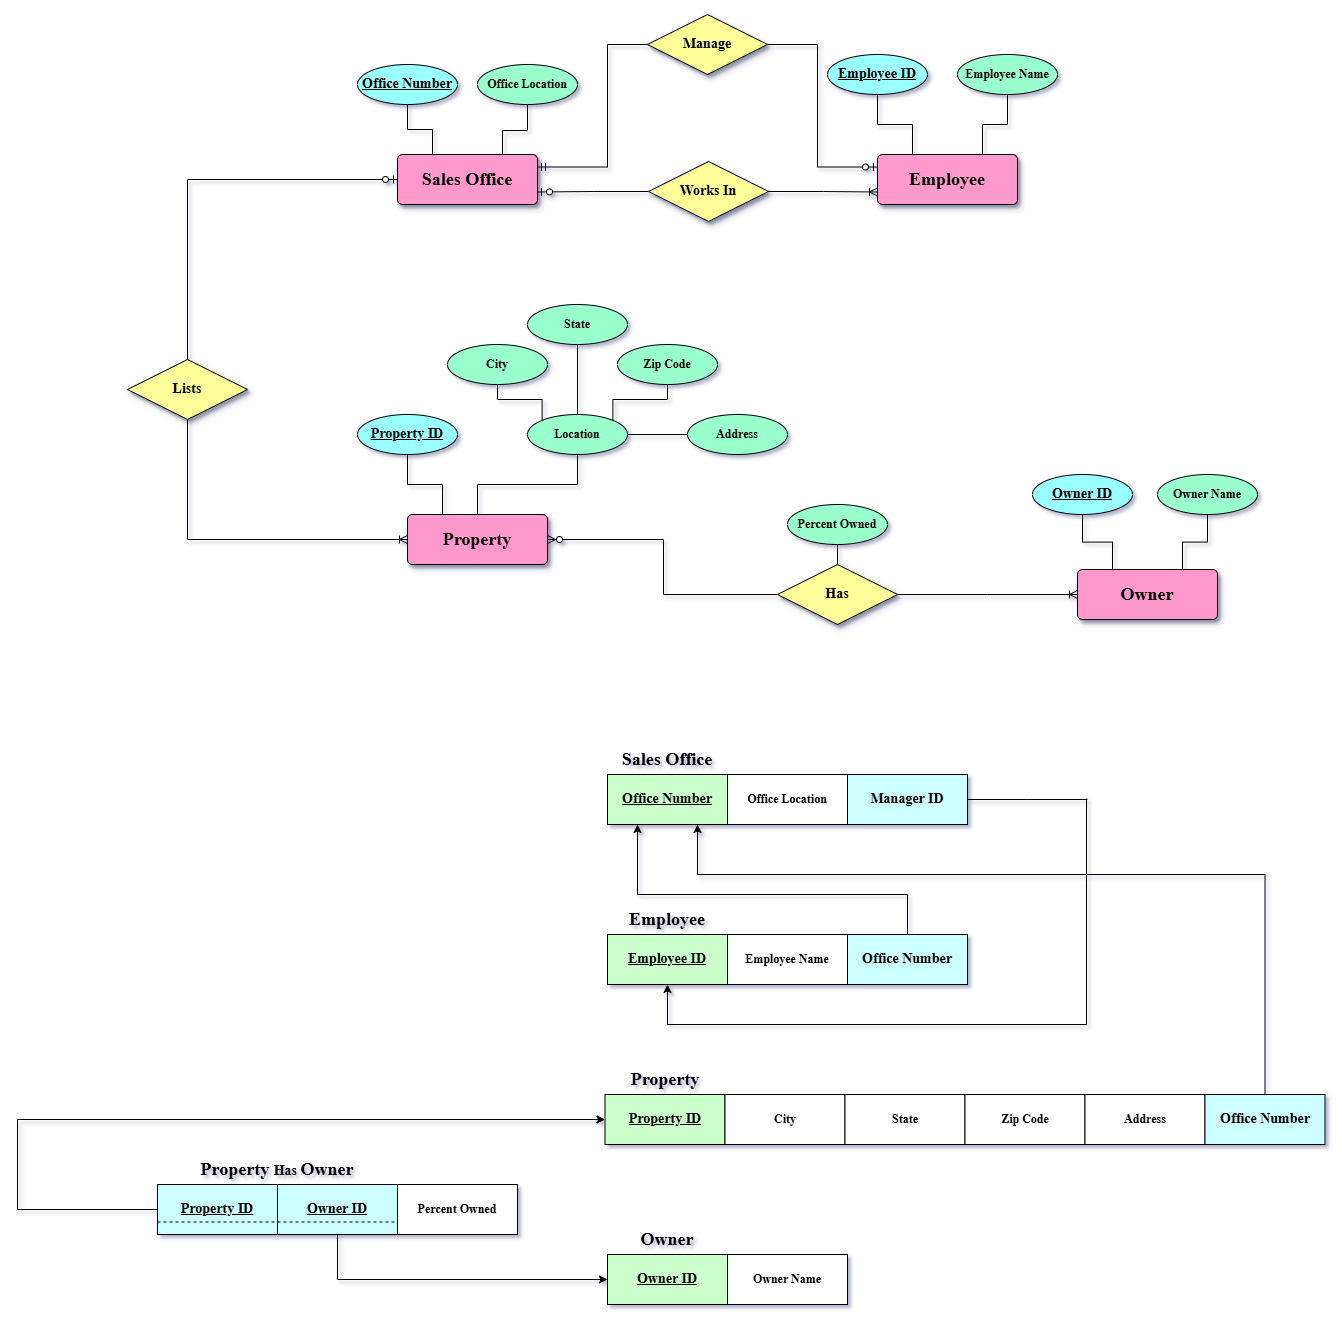 Manage
Office Number
Office Location
Employee ID
Employee Name
Sales Office
Employee
Works In
State
City
Zip Code
Lists
Property ID
Location
Address
Owner ID
Owner Name
Percent Owned
Property
Has
Owner
Sales Office
Office Number
Office Location
Manager ID
Employee
Employee ID
Employee Name
Office Number
Property
Property ID
City
State
Zip Code
Address
Office Number
Property Has Owner
Property ID
Owner ID
Percent Owned
Owner
Owner ID
Owner Name